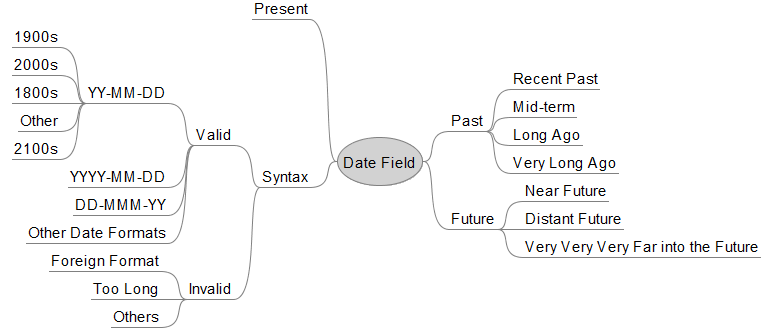 Present
1900s
2000s
1800s
Other
2100s
YY-MM-DD
Valid
YYYY-MM-DD
DD-MMM-YY
Other Date Formats
Syntax
Foreign Format
Too Long
Others
Invalid
Date Field
Past
Recent Past
Mid-term
Long Ago
Very Long Ago
Future
Near Future
Distant Future
Very Very Very Far into the Future